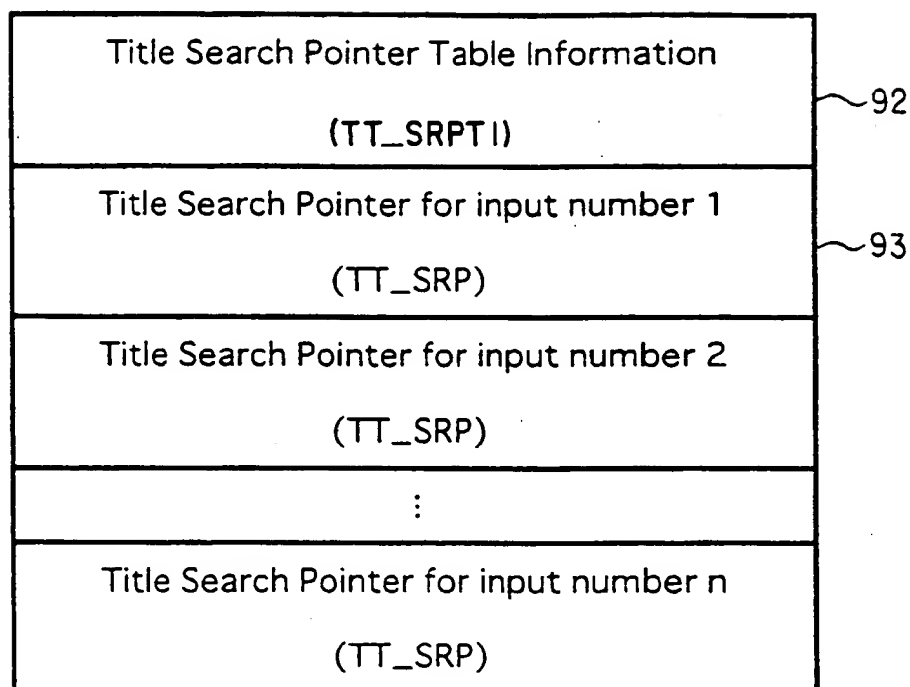 Title Search Pointer Table Information
(TT_SRPTI)
92
Title Search Pointer for input number 1
(TT_SRP)
93
Title Search Pointer for input number 2
(TT_SRP)
⋮
Title Search Pointer for input number n
(TT_SRP)